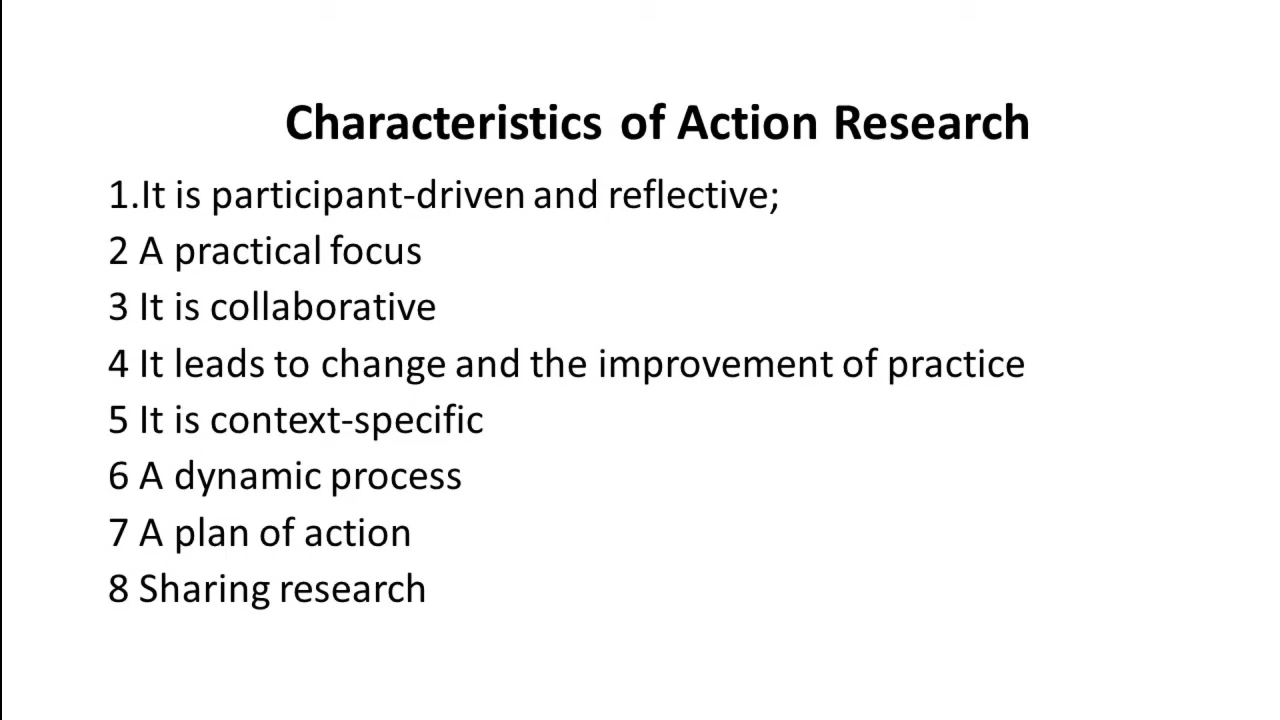 Characteristics of Action Research
1.It is participant-driven and reflective;
2 A practical focus
3 It is collaborative
4 It leads to change and the improvement of practice
5 It is context-specific
6 A dynamic process
7 A plan of action
8 Sharing research